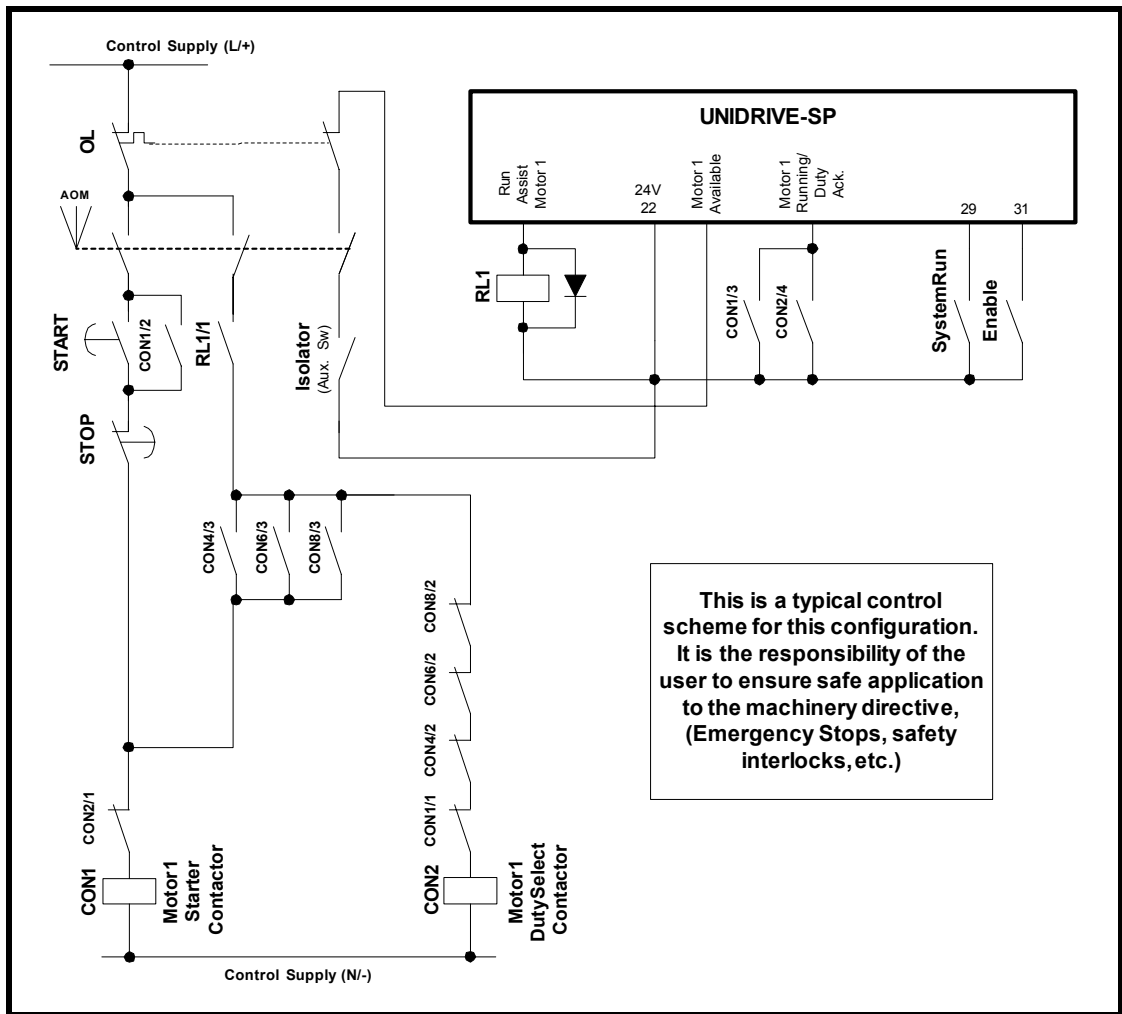 Control Supply (L/+)
OL
AOM
START
CON1/2
RL1/1
STOP
Isolator
(Aux. Sw)
UNIDRIVE-SP
Run
Assist
Motor 1
24V
22
Motor 1
Available
Motor 1
Running/
Duty
Ack.
29
31
RL1
CON1/3
CON2/4
SystemRun
Enable
CON4/3
CON6/3
CON8/3
CON8/2
CON6/2
CON4/2
CON1/1
CON2/1
CON1
Motor1
Starter
Contactor
CON2
Motor1
DutySelect
Contactor
Control Supply (N/-)
This is a typical control
scheme for this configuration.
It is the responsibility of the
user to ensure safe application
to the machinery directive,
(Emergency Stops, safety
interlocks, etc.)